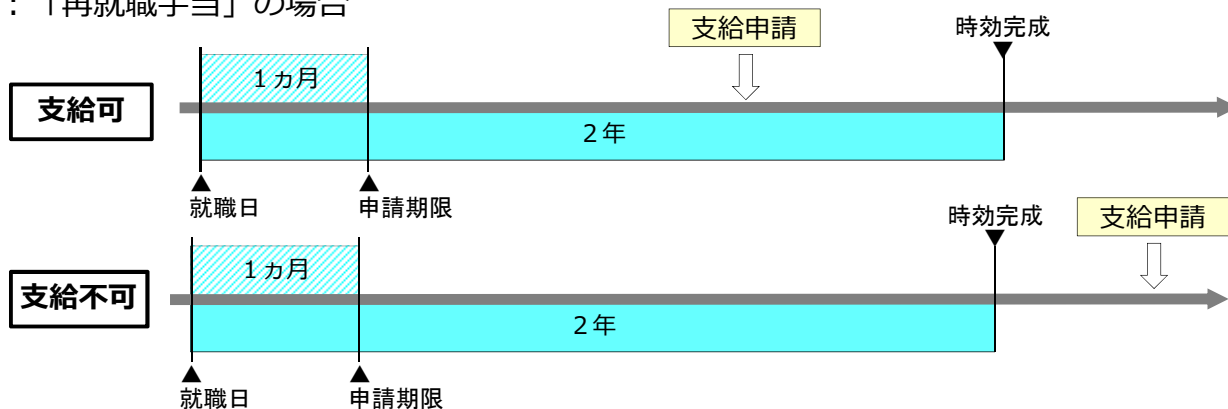 ：「再就職手当」の場合
支給申請
時効完成
１ヵ月
支給可
２年
就職日
申請期限
時効完成
支給申請
１ヵ月
支給不可
２年
就職日
申請期限